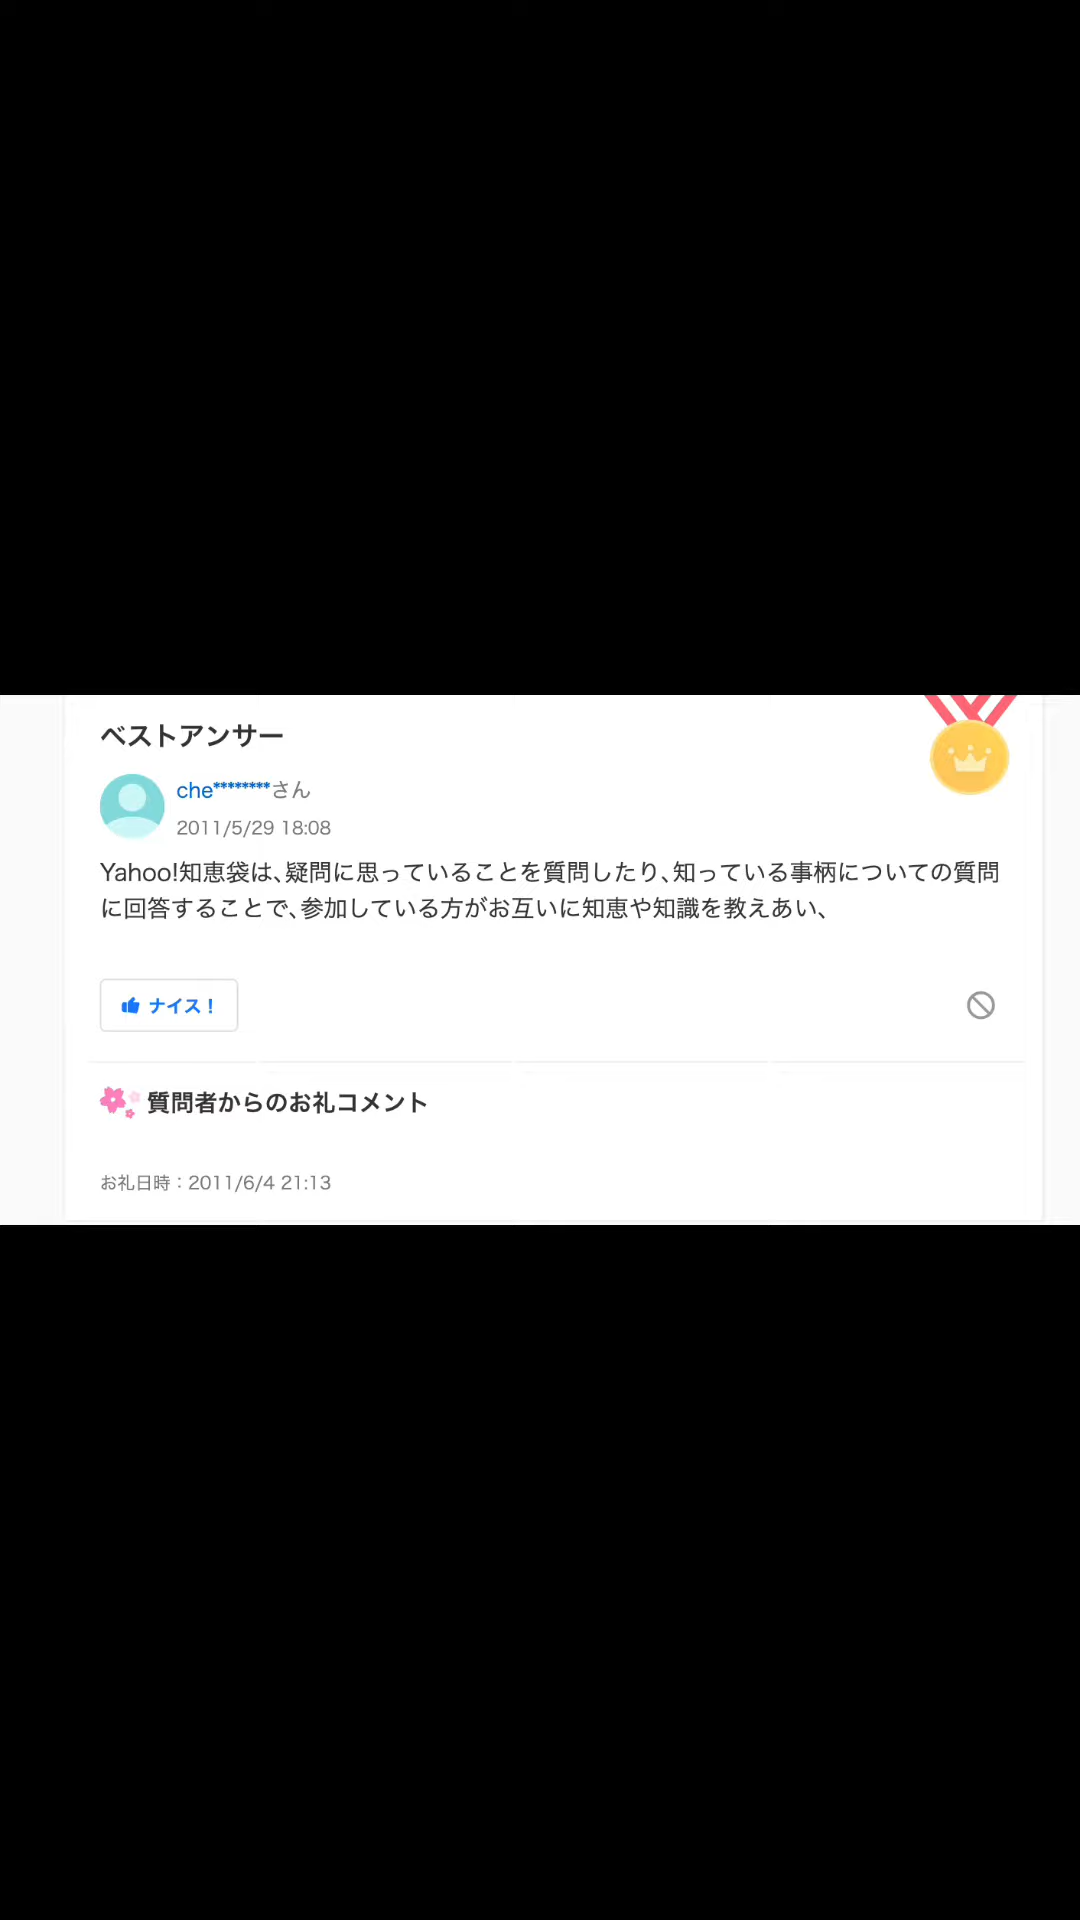 ベストアンサー
che********さん
2011/5/29 18:08
Yahoo!知恵袋は、疑問に思っていることを質問したり、知っている事柄についての質問
に回答することで、参加している方がお互いに知恵や知識を教えあい、
ナイス！
質問者からのお礼コメント
お礼日時：2011/6/4 21:13